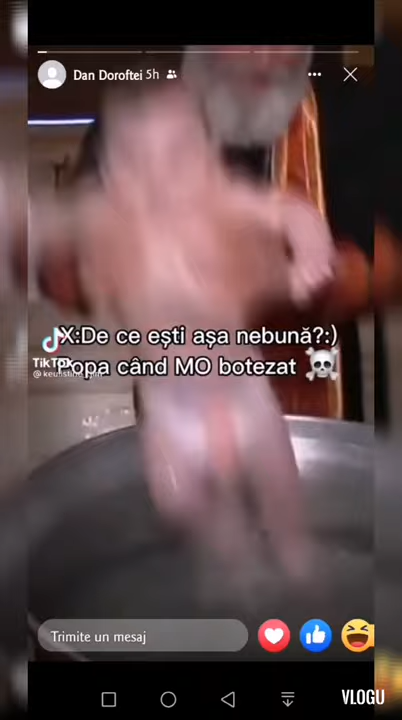 Dan Doroftei 5h
X:De ce ești așa nebună?:)
TikTok
Popa când MO botezat ☠️
Trimite un mesaj
VLOGU